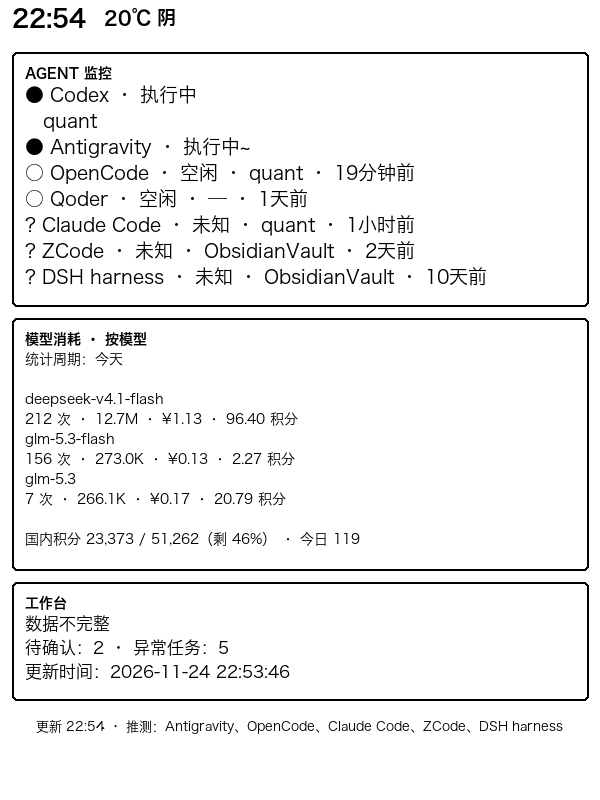 22:54 20℃ 阴
AGENT 监控
● Codex · 执行中
quant
● Antigravity · 执行中~
○ OpenCode · 空闲 · quant · 19分钟前
○ Qoder · 空闲 · — · 1天前
? Claude Code · 未知 · quant · 1小时前
? ZCode · 未知 · ObsidianVault · 2天前
? DSH harness · 未知 · ObsidianVault · 10天前
模型消耗 · 按模型
统计周期：今天
deepseek-v4.1-flash
212 次 · 12.7M · ¥1.13 · 96.40 积分
glm-5.3-flash
156 次 · 273.0K · ¥0.13 · 2.27 积分
glm-5.3
7 次 · 266.1K · ¥0.17 · 20.79 积分
国内积分 23,373 / 51,262（剩 46%） · 今日 119
工作台
数据不完整
待确认：2 · 异常任务：5
更新时间：2026-11-24 22:53:46
更新 22:54 · 推测：Antigravity、OpenCode、Claude Code、ZCode、DSH harness